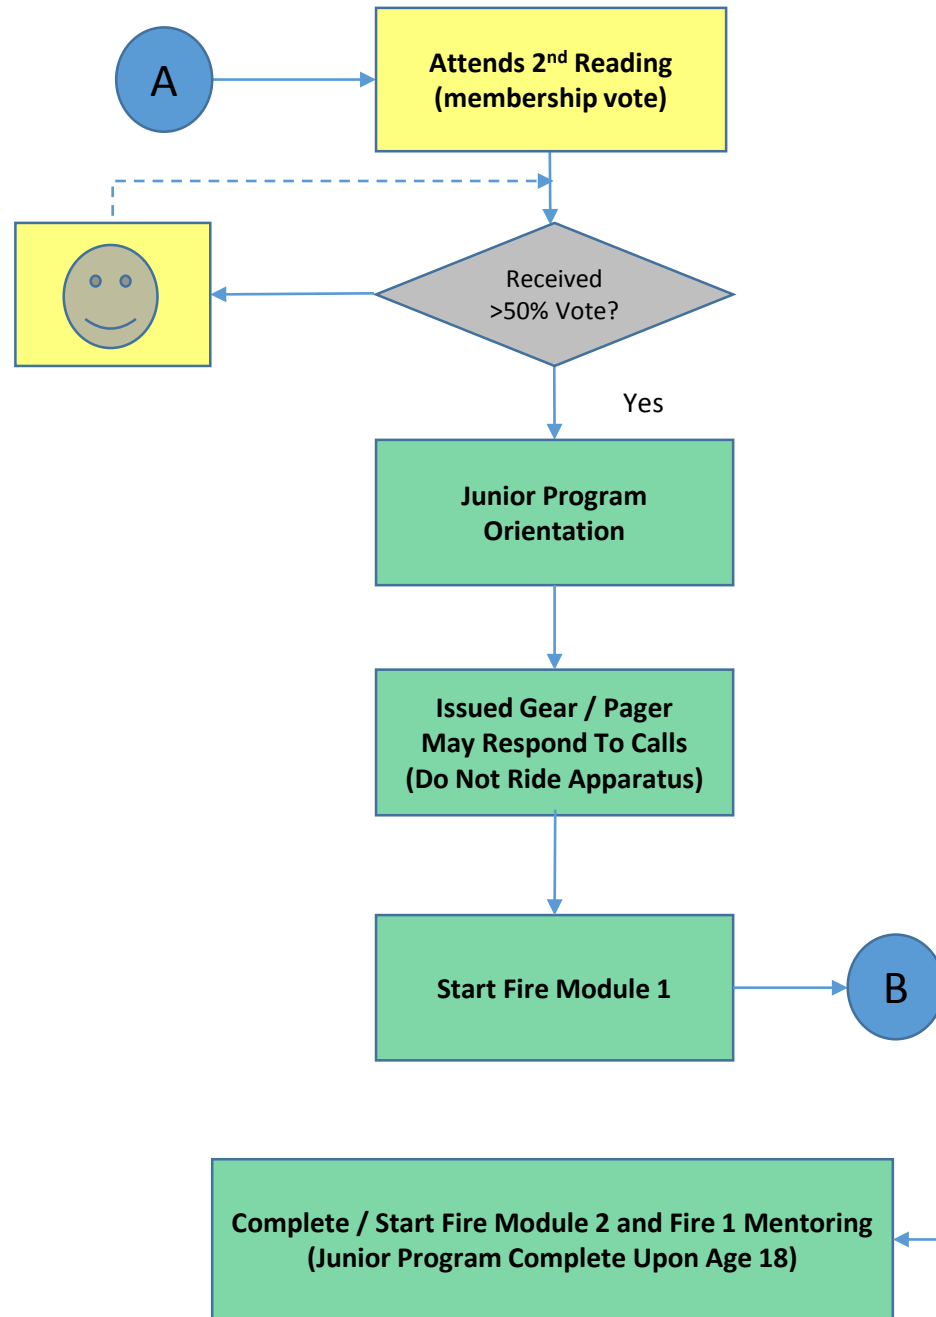 A
Attends 2nd Reading
(membership vote)
Received
>50% Vote?
Yes
Junior Program
Orientation
Issued Gear / Pager
May Respond To Calls
(Do Not Ride Apparatus)
Start Fire Module 1
B
Complete / Start Fire Module 2 and Fire 1 Mentoring
(Junior Program Complete Upon Age 18)